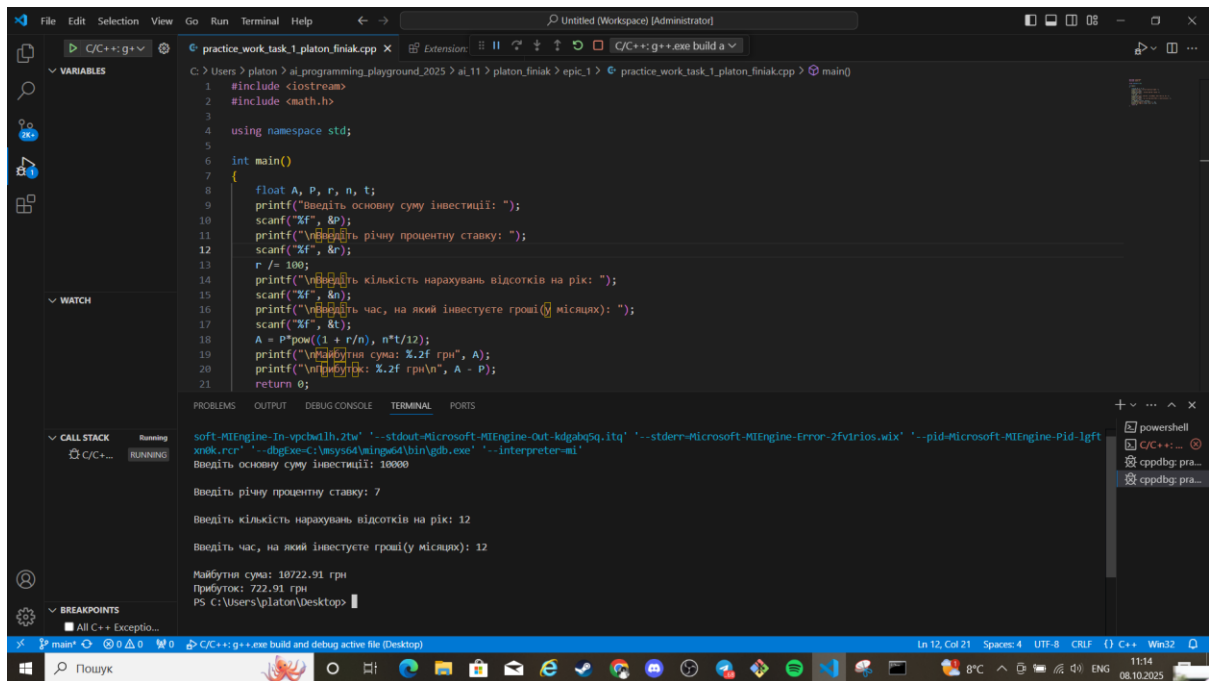 File Edit Selection View Go Run Terminal Help
Untitled (Workspace) [Administrator]
C/C++: g+
practice_work_task_1_platon_finiak.cpp
Extension:
C/C++: g++.exe build a
VARIABLES
C: > Users > platon > ai_programming_playground_2025 > ai_11 > platon_finiak > epic_1 > practice_work_task_1_platon_finiak.cpp > main()
1 #include <iostream>
2 #include <math.h>
3
4 using namespace std;
5
6 int main()
7 {
8 float A, P, r, n, t;
9 printf("Введіть основну суму інвестиції: ");
10 scanf("%f", &P);
11 printf("\nВведіть річну процентну ставку: ");
12 scanf("%f", &r);
13 r /= 100;
14 printf("\nВведіть кількість нарахувань відсотків на рік: ");
15 scanf("%f", &n);
16 printf("\nВведіть час, на який інвестуєте гроші(у місяцях): ");
17 scanf("%f", &t);
18 A = P*pow((1 + r/n), n*t/12);
19 printf("\nМайбутня сума: %.2f грн", A);
20 printf("\nПрибуток: %.2f грн\n", A - P);
21 return 0;
WATCH
CALL STACK Running
C/C+... RUNNING
BREAKPOINTS
All C++ Exceptio...
PROBLEMS OUTPUT DEBUG CONSOLE TERMINAL PORTS
soft-MIEngine-In-vpcbw1lh.2tw' '--stdout=Microsoft-MIEngine-Out-kdgabq5q.itq' '--stderr=Microsoft-MIEngine-Error-2fv1rios.wix' '--pid=Microsoft-MIEngine-Pid-lgft
xn0k.rcr' '--dbgExe=C:\msys64\mingw64\bin\gdb.exe' '--interpreter=mi'
Введіть основну суму інвестиції: 10000
Введіть річну процентну ставку: 7
Введіть кількість нарахувань відсотків на рік: 12
Введіть час, на який інвестуєте гроші(у місяцях): 12
Майбутня сума: 10722.91 грн
Прибуток: 722.91 грн
PS C:\Users\platon\Desktop>
powershell
C/C++: ...
cppdbg: pra...
cppdbg: pra...
2K+
1
main* 0 0 0 C/C++: g++.exe build and debug active file (Desktop)
Ln 12, Col 21 Spaces: 4 UTF-8 CRLF {} C++ Win32
Пошук
8°C
ENG
11:14
08.10.2025